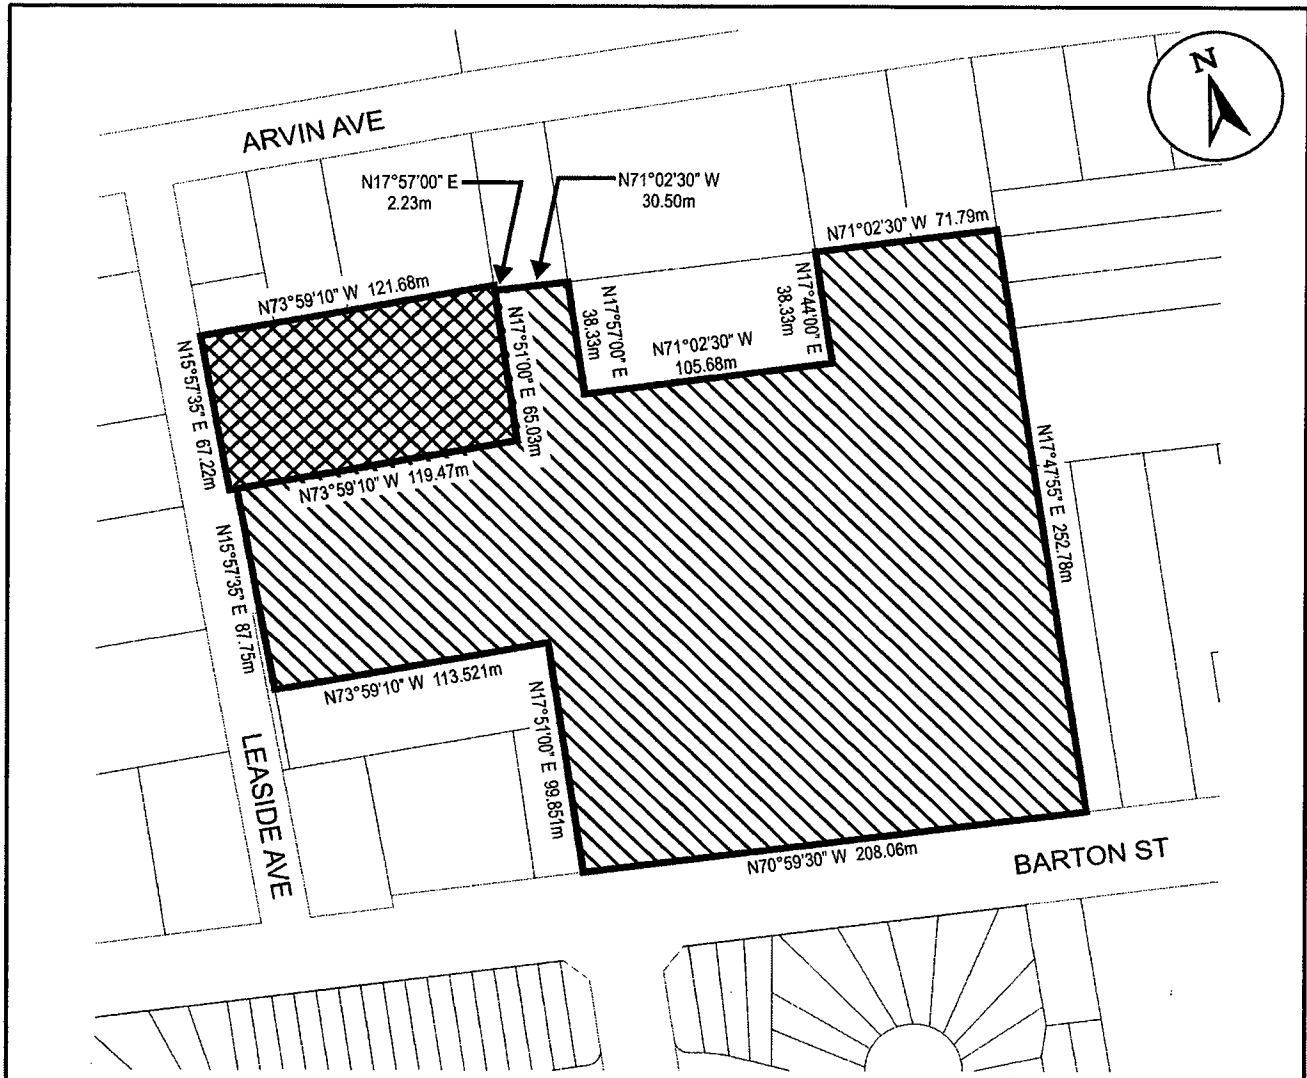 N
ARVIN AVE
N17°57'00" E
2.23m
N71°02'30" W
30.50m
N71°02'30" W 71.79m
N73°59'10" W 121.68m
N17°57'00" E
38.33m
N17°44'00" E
38.33m
N71°02'30" W
105.68m
N15°57'35" E 67.22m
N17°51'00" E 65.03m
N73°59'10" W 119.47m
N17°47'55" E 252.78m
N15°57'35" E 87.75m
N73°59'10" W 113.521m
N17°51'00" E 99.851m
LEASIDE AVE
N70°59'30" W 208.06m
BARTON ST